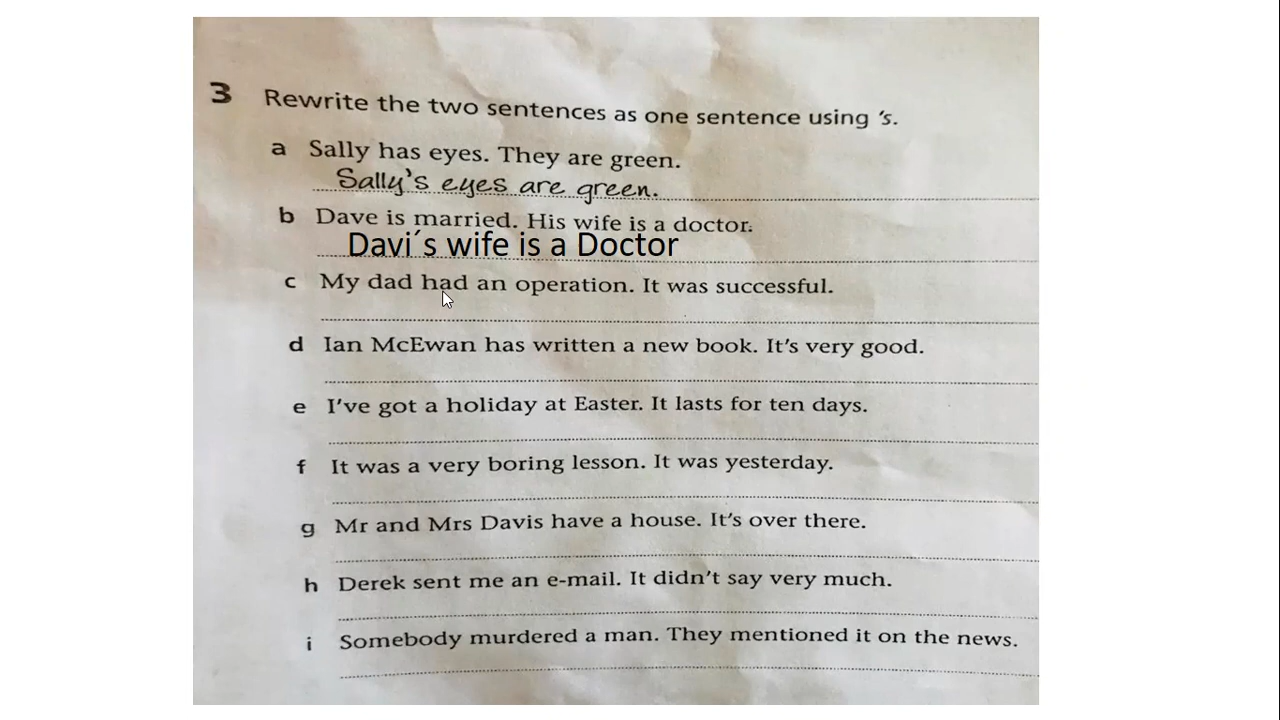 3 Rewrite the two sentences as one sentence using ’s.
a Sally has eyes. They are green.
Sally’s eyes are green.
b Dave is married. His wife is a doctor.
Davi´s wife is a Doctor
c My dad had an operation. It was successful.
d Ian McEwan has written a new book. It’s very good.
e I’ve got a holiday at Easter. It lasts for ten days.
f It was a very boring lesson. It was yesterday.
g Mr and Mrs Davis have a house. It’s over there.
h Derek sent me an e-mail. It didn’t say very much.
i Somebody murdered a man. They mentioned it on the news.